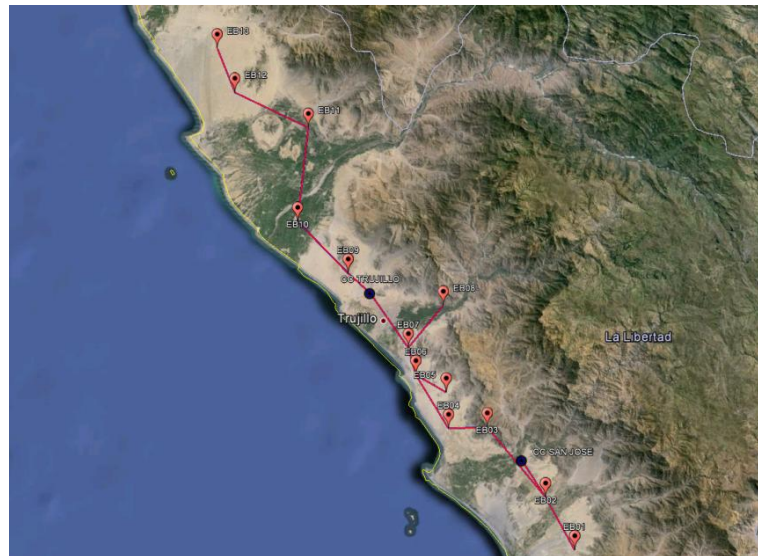 EB13
EB12
EB11
EB10
EB09
CC TRUJILLO
EB08
Trujillo
EB07
EB06
EB05
EB04
EB03
La Libertad
CC SAN JOSE
EB02
EB01